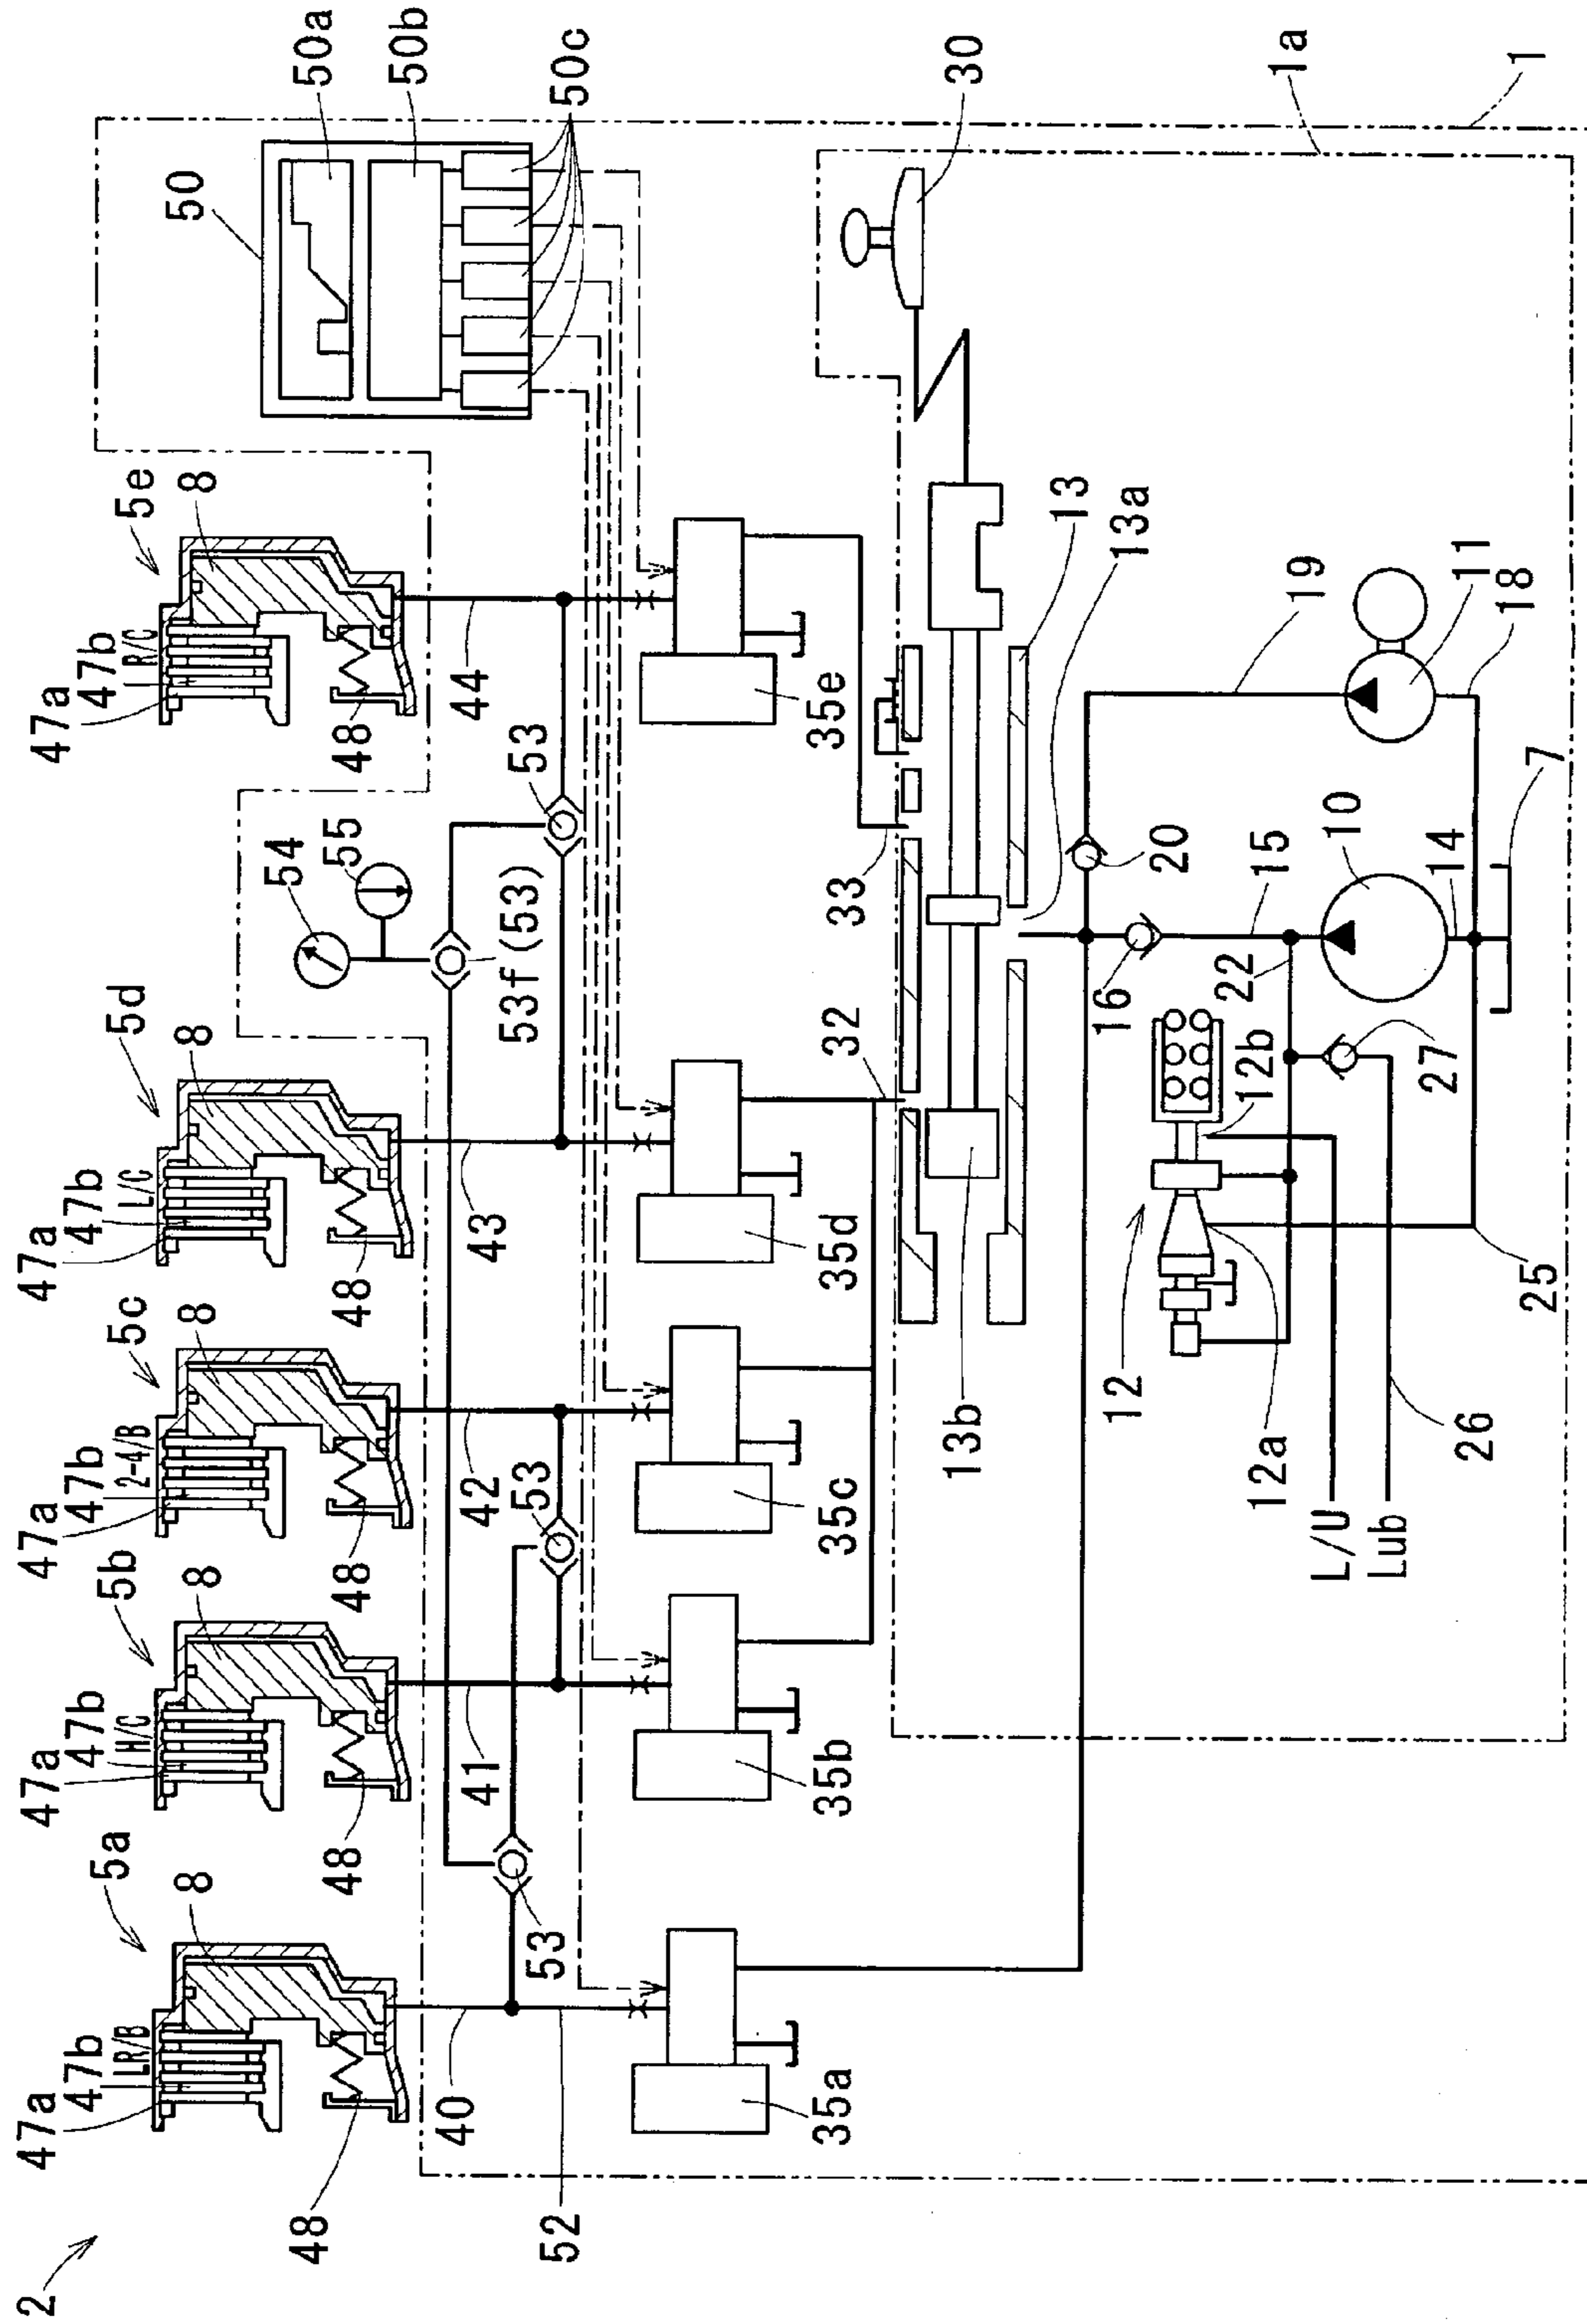 2
5a
5b
5c
5d
5e
50
50a
50b
50c
47a
47b
LR/B
8
48
47a
47b
H/C
8
48
47a
47b
2-4/B
8
48
47a
47b
L/C
8
48
47a
47b
R/C
8
48
54
55
53f(53)
53
53
53
40
41
42
43
44
52
35a
35b
35c
35d
35e
30
1a
1
32
33
13
13a
13b
12
12a
12b
16
15
22
20
19
10
11
14
18
7
27
25
26
L/U
Lub